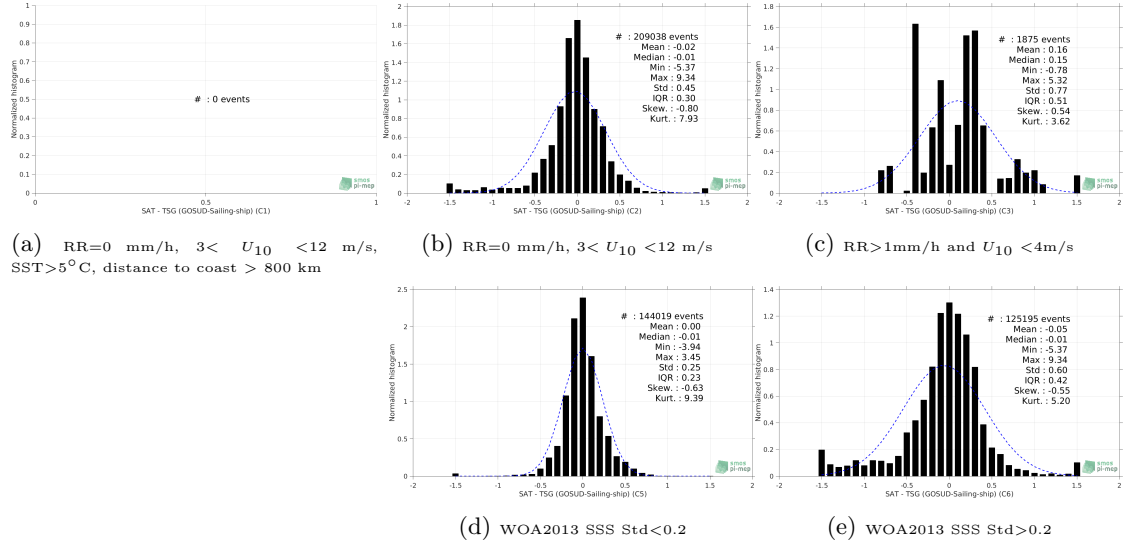 Normalized histogram
1
0.9
0.8
0.7
0.6
0.5
0.4
0.3
0.2
0.1
0
# : 0 events
0
0.5
1
SAT - TSG (GOSUD-Sailing-ship) (C1)
smos
pi-mep
(a) RR=0 mm/h, 3< U10 <12 m/s,
SST>5°C, distance to coast > 800 km
Normalized histogram
2
1.8
1.6
1.4
1.2
1
0.8
0.6
0.4
0.2
0
# : 209038 events
Mean : -0.02
Median : -0.01
Min : -5.37
Max : 9.34
Std : 0.45
IQR : 0.30
Skew. : -0.80
Kurt. : 7.93
-2
-1.5
-1
-0.5
0
0.5
1
1.5
2
SAT - TSG (GOSUD-Sailing-ship) (C2)
smos
pi-mep
(b) RR=0 mm/h, 3< U10 <12 m/s
Normalized histogram
1.8
1.6
1.4
1.2
1
0.8
0.6
0.4
0.2
0
# : 1875 events
Mean : 0.16
Median : 0.15
Min : -0.78
Max : 5.32
Std : 0.77
IQR : 0.51
Skew. : 0.54
Kurt. : 3.62
-2
-1.5
-1
-0.5
0
0.5
1
1.5
2
SAT - TSG (GOSUD-Sailing-ship) (C3)
smos
pi-mep
(c) RR>1mm/h and U10 <4m/s
Normalized histogram
2.5
2
1.5
1
0.5
0
# : 144019 events
Mean : 0.00
Median : -0.01
Min : -3.94
Max : 3.45
Std : 0.25
IQR : 0.23
Skew. : -0.63
Kurt. : 9.39
-2
-1.5
-1
-0.5
0
0.5
1
1.5
2
SAT - TSG (GOSUD-Sailing-ship) (C5)
smos
pi-mep
(d) WOA2013 SSS Std<0.2
Normalized histogram
1.4
1.2
1
0.8
0.6
0.4
0.2
0
# : 125195 events
Mean : -0.05
Median : -0.01
Min : -5.37
Max : 9.34
Std : 0.60
IQR : 0.42
Skew. : -0.55
Kurt. : 5.20
-2
-1.5
-1
-0.5
0
0.5
1
1.5
2
SAT - TSG (GOSUD-Sailing-ship) (C6)
smos
pi-mep
(e) WOA2013 SSS Std>0.2